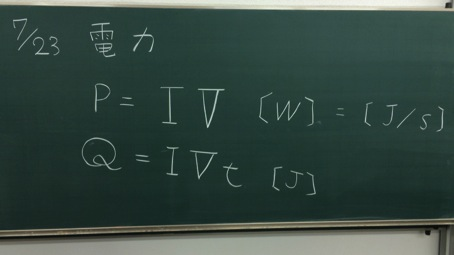 7/23 電力
P = IV [W] = [J/s]
Q = IVt [J]